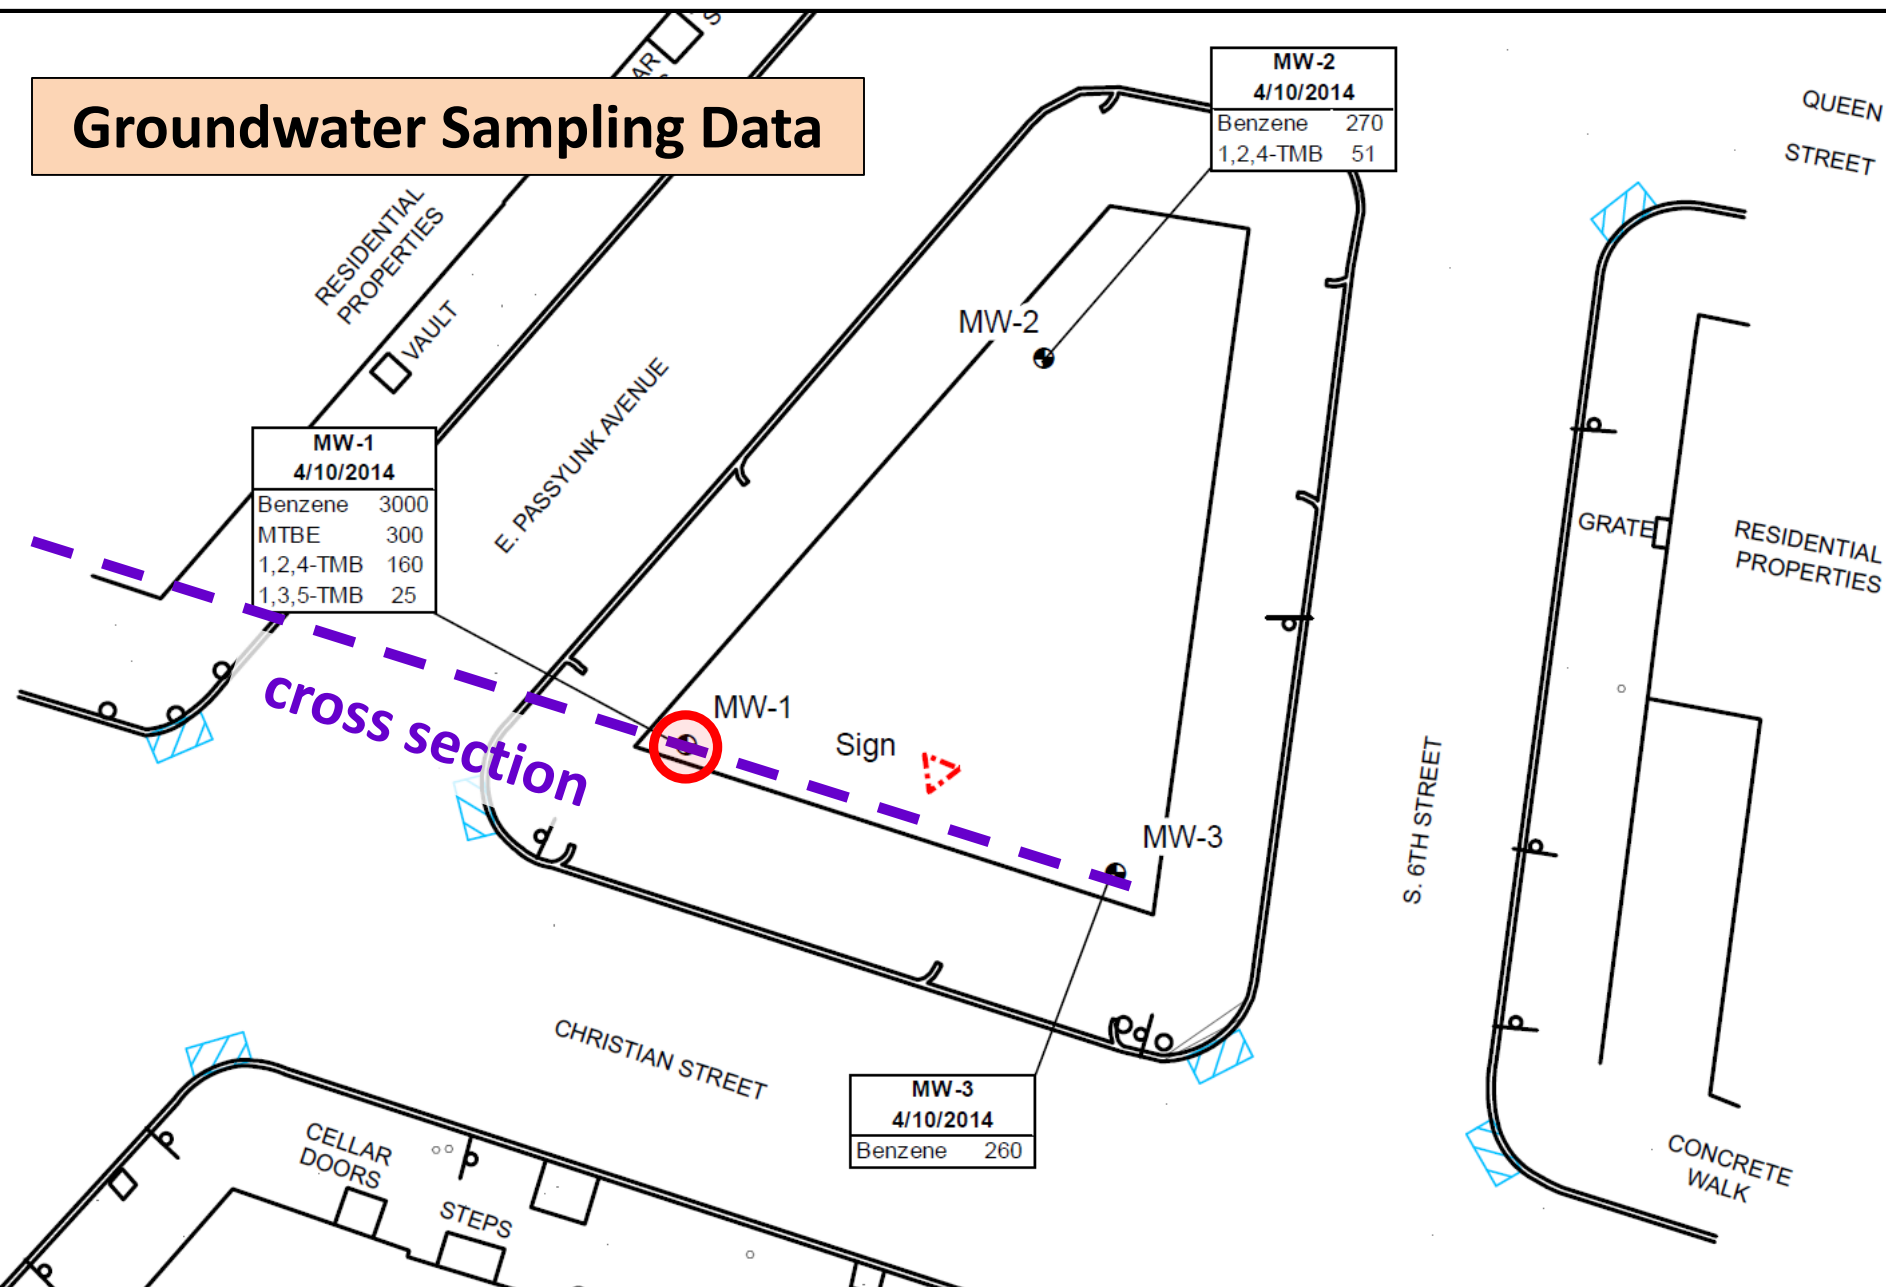 Groundwater Sampling Data
MW-2
4/10/2014
Benzene 270
1,2,4-TMB 51
QUEEN
STREET
RESIDENTIAL
PROPERTIES
VAULT
MW-2
E. PASSYUNK AVENUE
MW-1
4/10/2014
Benzene 3000
MTBE 300
1,2,4-TMB 160
1,3,5-TMB 25
GRATE
RESIDENTIAL
PROPERTIES
cross section
MW-1
Sign
MW-3
S. 6TH STREET
CHRISTIAN STREET
MW-3
4/10/2014
Benzene 260
CELLAR
DOORS
STEPS
CONCRETE
WALK